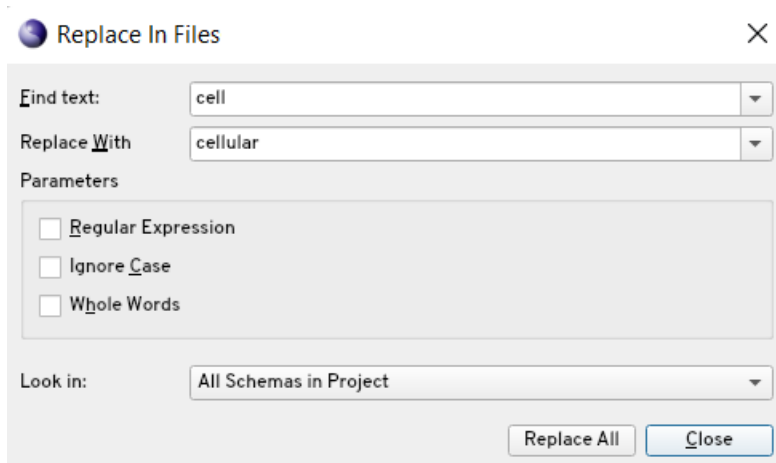 Replace In Files
Find text: cell
Replace With cellular
Parameters
Regular Expression
Ignore Case
Whole Words
Look in: All Schemas in Project
Replace All Close